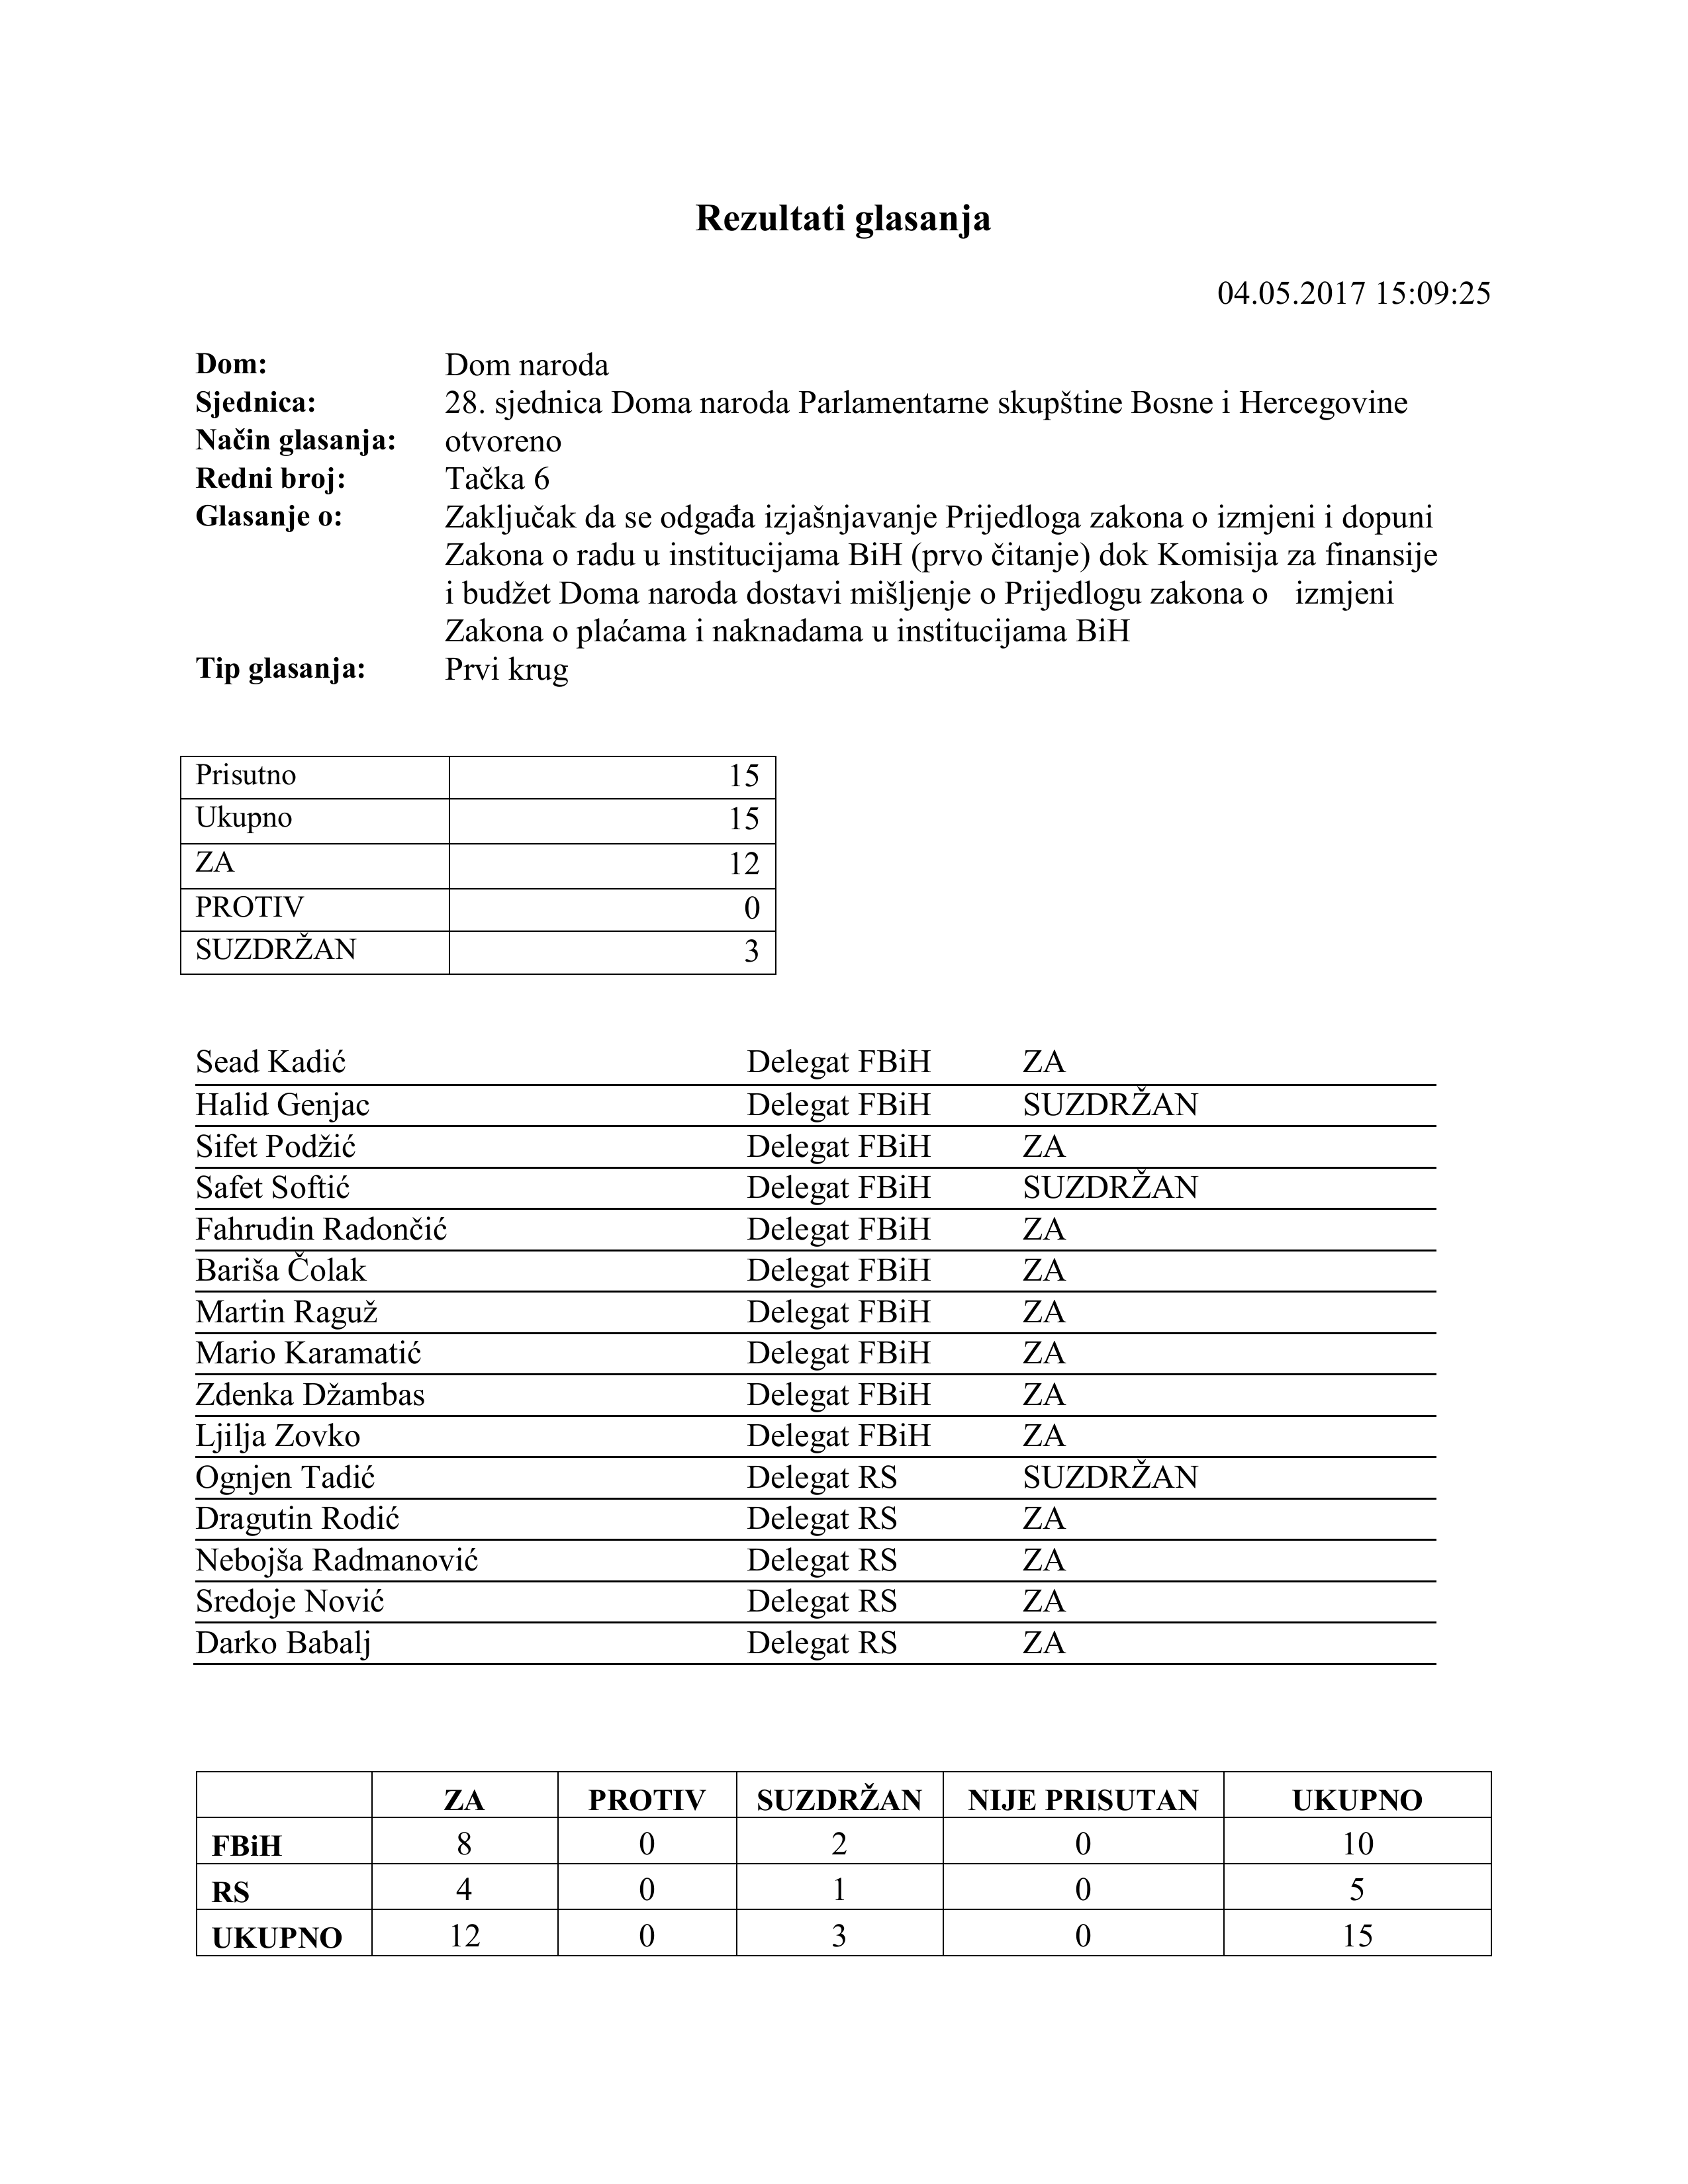 Rezultati glasanja
04.05.2017 15:09:25
Dom: Dom naroda
Sjednica: 28. sjednica Doma naroda Parlamentarne skupštine Bosne i Hercegovine
Način glasanja: otvoreno
Redni broj: Tačka 6
Glasanje o: Zaključak da se odgađa izjašnjavanje Prijedloga zakona o izmjeni i dopuni
Zakona o radu u institucijama BiH (prvo čitanje) dok Komisija za finansije
i budžet Doma naroda dostavi mišljenje o Prijedlogu zakona o izmjeni
Zakona o plaćama i naknadama u institucijama BiH
Tip glasanja: Prvi krug
Prisutno 15
Ukupno 15
ZA 12
PROTIV 0
SUZDRŽAN 3
Sead Kadić Delegat FBiH ZA
Halid Genjac Delegat FBiH SUZDRŽAN
Sifet Podžić Delegat FBiH ZA
Safet Softić Delegat FBiH SUZDRŽAN
Fahrudin Radončić Delegat FBiH ZA
Bariša Čolak Delegat FBiH ZA
Martin Raguž Delegat FBiH ZA
Mario Karamatić Delegat FBiH ZA
Zdenka Džambas Delegat FBiH ZA
Ljilja Zovko Delegat FBiH ZA
Ognjen Tadić Delegat RS SUZDRŽAN
Dragutin Rodić Delegat RS ZA
Nebojša Radmanović Delegat RS ZA
Sredoje Nović Delegat RS ZA
Darko Babalj Delegat RS ZA
ZA PROTIV SUZDRŽAN NIJE PRISUTAN UKUPNO
FBiH 8 0 2 0 10
RS 4 0 1 0 5
UKUPNO 12 0 3 0 15